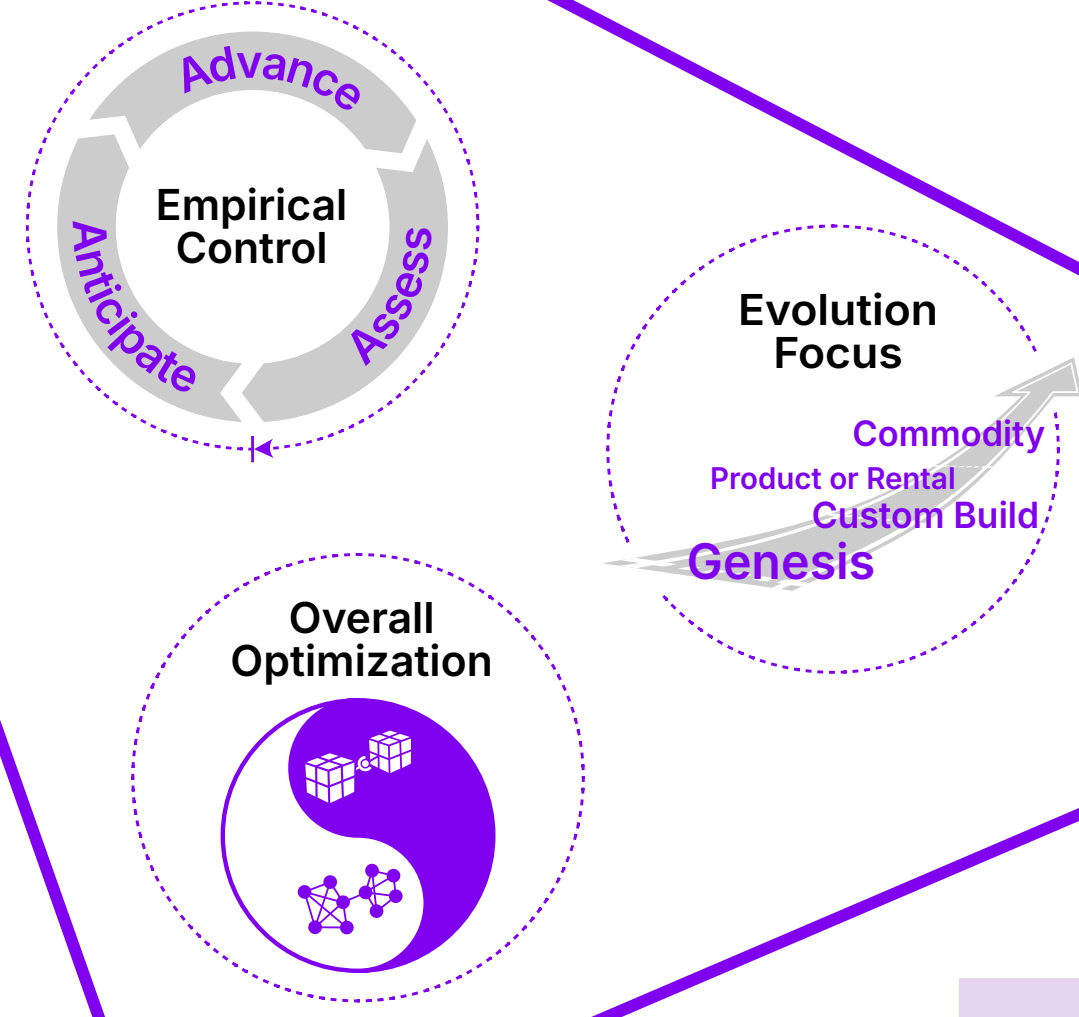 Advance
Empirical
Control
Anticipate
Assess
Evolution
Focus
Commodity
Product or Rental
Custom Build
Genesis
Overall
Optimization